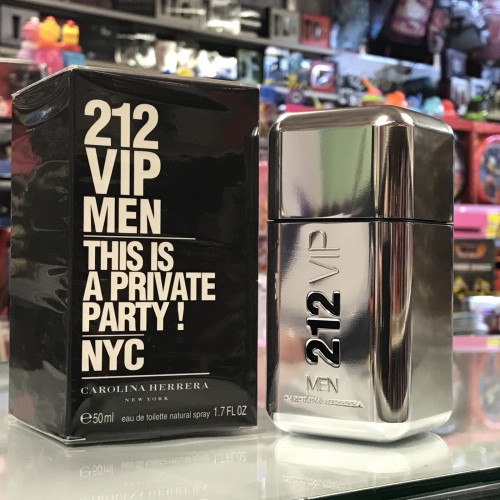 212
VIP
MEN
THIS IS
A PRIVATE
PARTY !
NYC
CAROLINA HERRERA
NEW YORK
℮50ml eau de toilette natural spray 1.7 FL OZ
212 VIP
MEN
CAROLINA HERRERA